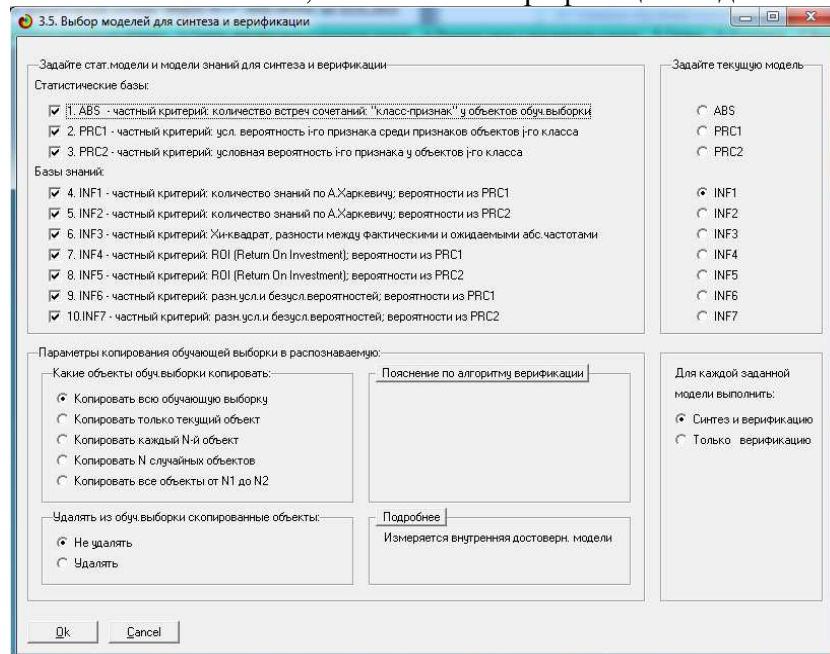 3.5. Выбор моделей для синтеза и верификации
Задайте стат.модели и модели знаний для синтеза и верификации
Статистические базы:
1. ABS - частный критерий: количество встреч сочетаний: "класс-признак" у объектов обуч.выборки
2. PRC1 - частный критерий: усл. вероятность i-го признака среди признаков объектов j-го класса
3. PRC2 - частный критерий: условная вероятность i-го признака у объектов j-го класса
Базы знаний:
4. INF1 - частный критерий: количество знаний по А.Харкевичу; вероятности из PRC1
5. INF2 - частный критерий: количество знаний по А.Харкевичу; вероятности из PRC2
6. INF3 - частный критерий: Хи-квадрат, разности между фактическими и ожидаемыми абс.частотами
7. INF4 - частный критерий: ROI (Return On Investment); вероятности из PRC1
8. INF5 - частный критерий: ROI (Return On Investment); вероятности из PRC2
9. INF6 - частный критерий: разн.усл.и безусл.вероятностей; вероятности из PRC1
10.INF7 - частный критерий: разн.усл.и безусл.вероятностей; вероятности из PRC2
Задайте текущую модель
ABS
PRC1
PRC2
INF1
INF2
INF3
INF4
INF5
INF6
INF7
Параметры копирования обучающей выборки в распознаваемую:
Какие объекты обуч.выборки копировать:
Копировать всю обучающую выборку
Копировать только текущий объект
Копировать каждый N-й объект
Копировать N случайных объектов
Копировать все объекты от N1 до N2
Пояснение по алгоритму верификации
Удалять из обуч.выборки скопированные объекты:
Не удалять
Удалять
Подробнее
Измеряется внутренняя достоверн. модели
Для каждой заданной
модели выполнить:
Синтез и верификацию
Только верификацию
Ok
Cancel